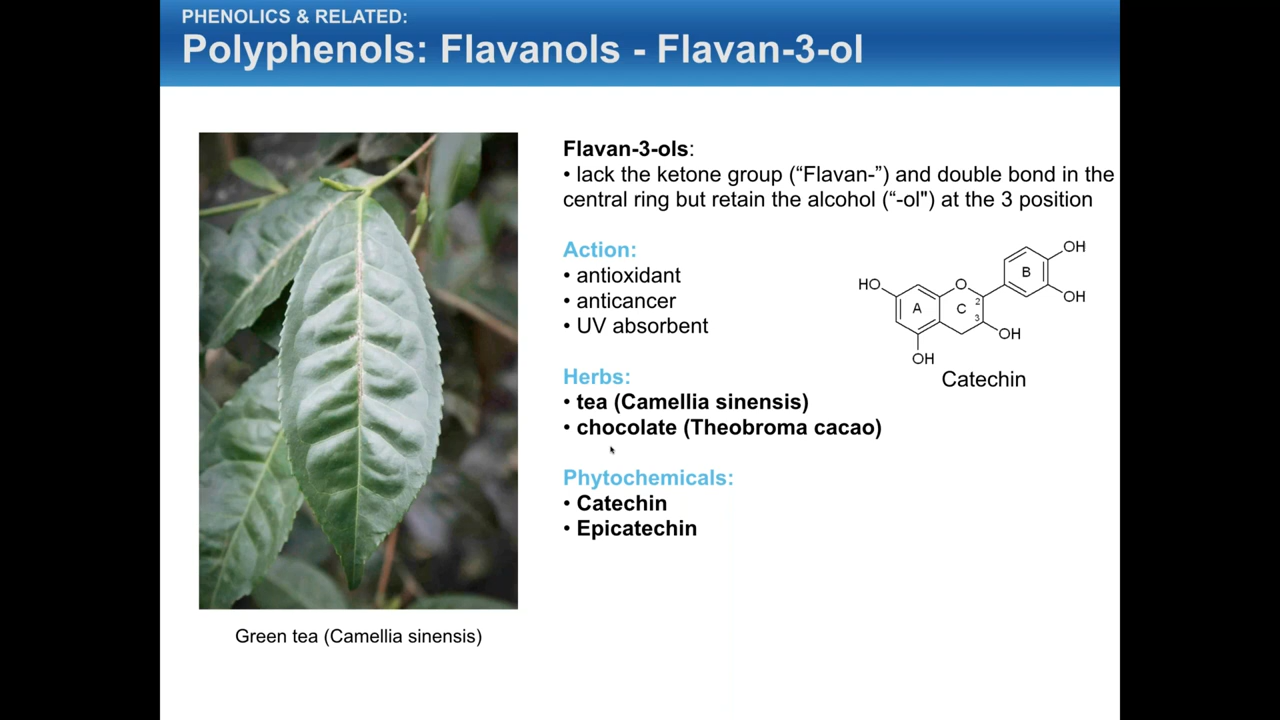 PHENOLICS & RELATED:
Polyphenols: Flavanols - Flavan-3-ol
Flavan-3-ols:
• lack the ketone group (“Flavan-”) and double bond in the
central ring but retain the alcohol (“-ol") at the 3 position
Action:
• antioxidant
• anticancer
• UV absorbent
Herbs:
• tea (Camellia sinensis)
• chocolate (Theobroma cacao)
Phytochemicals:
• Catechin
• Epicatechin
OH
B
HO
O
2
OH
A
C
3
OH
OH
Catechin
Green tea (Camellia sinensis)